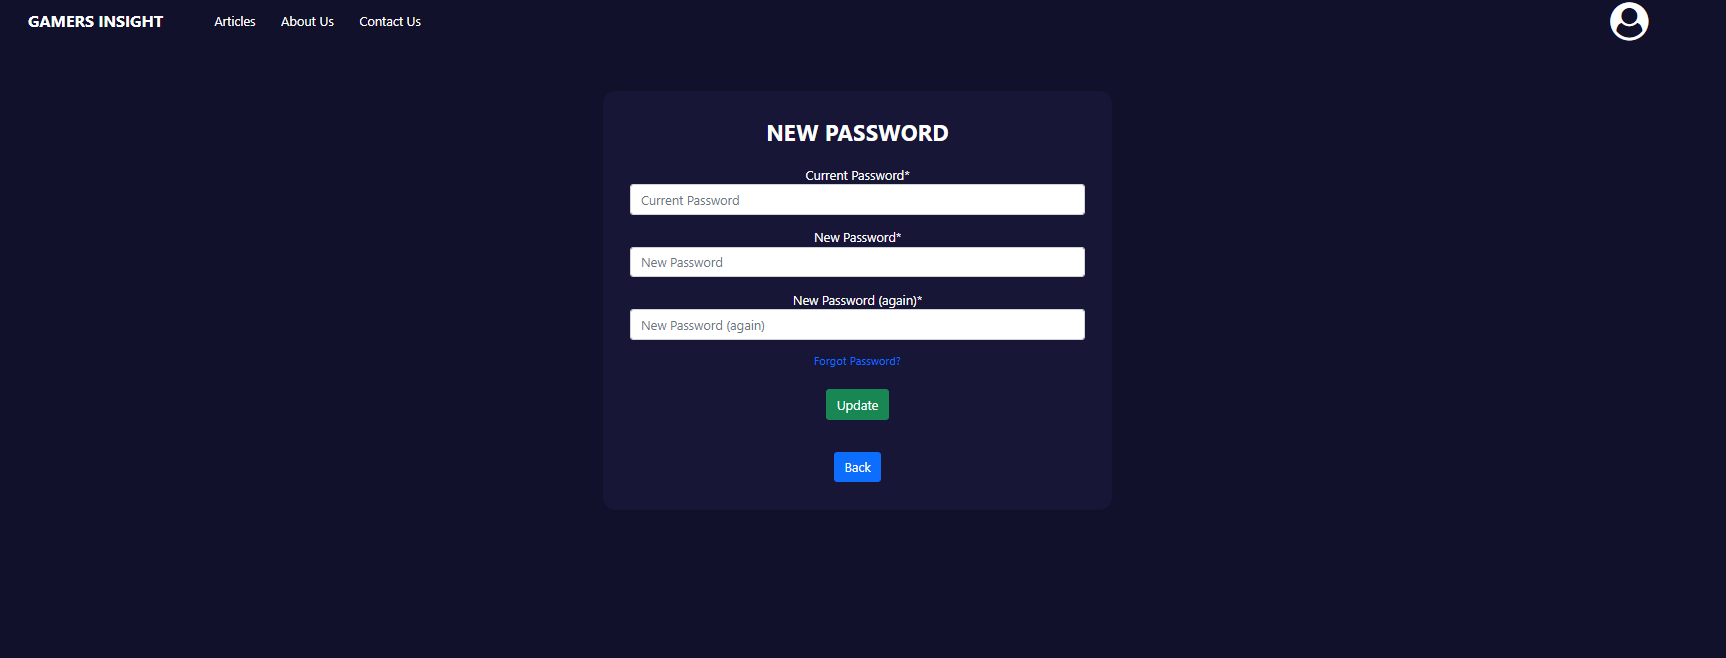 GAMERS INSIGHT Articles About Us Contact Us
NEW PASSWORD
Current Password*
Current Password
New Password*
New Password
New Password (again)*
New Password (again)
Forgot Password?
Update
Back